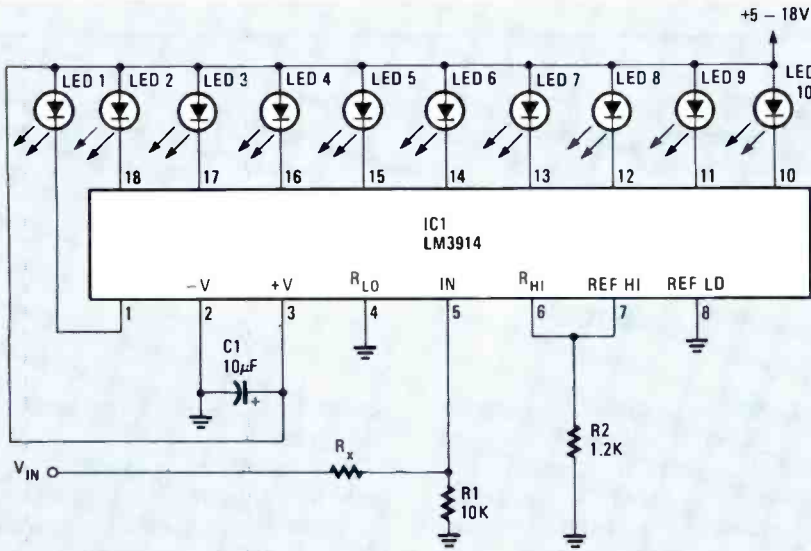 +5 – 18V
LED 1
LED 2
LED 3
LED 4
LED 5
LED 6
LED 7
LED 8
LED 9
LED
10
18
17
16
15
14
13
12
11
10
IC1
LM3914
–V
+V
RLO
IN
RHI
REF HI
REF LD
1
2
3
4
5
6
7
8
C1
10µF
+
R2
1.2K
Rx
VIN
R1
10K